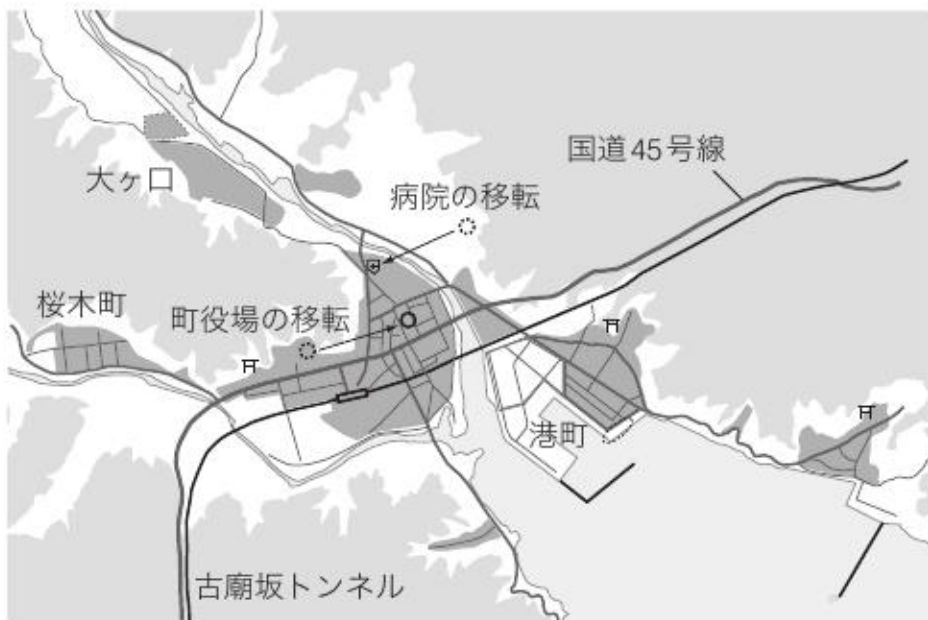 国道45号線
大ヶ口
病院の移転
桜木町
町役場の移転
港町
古廟坂トンネル